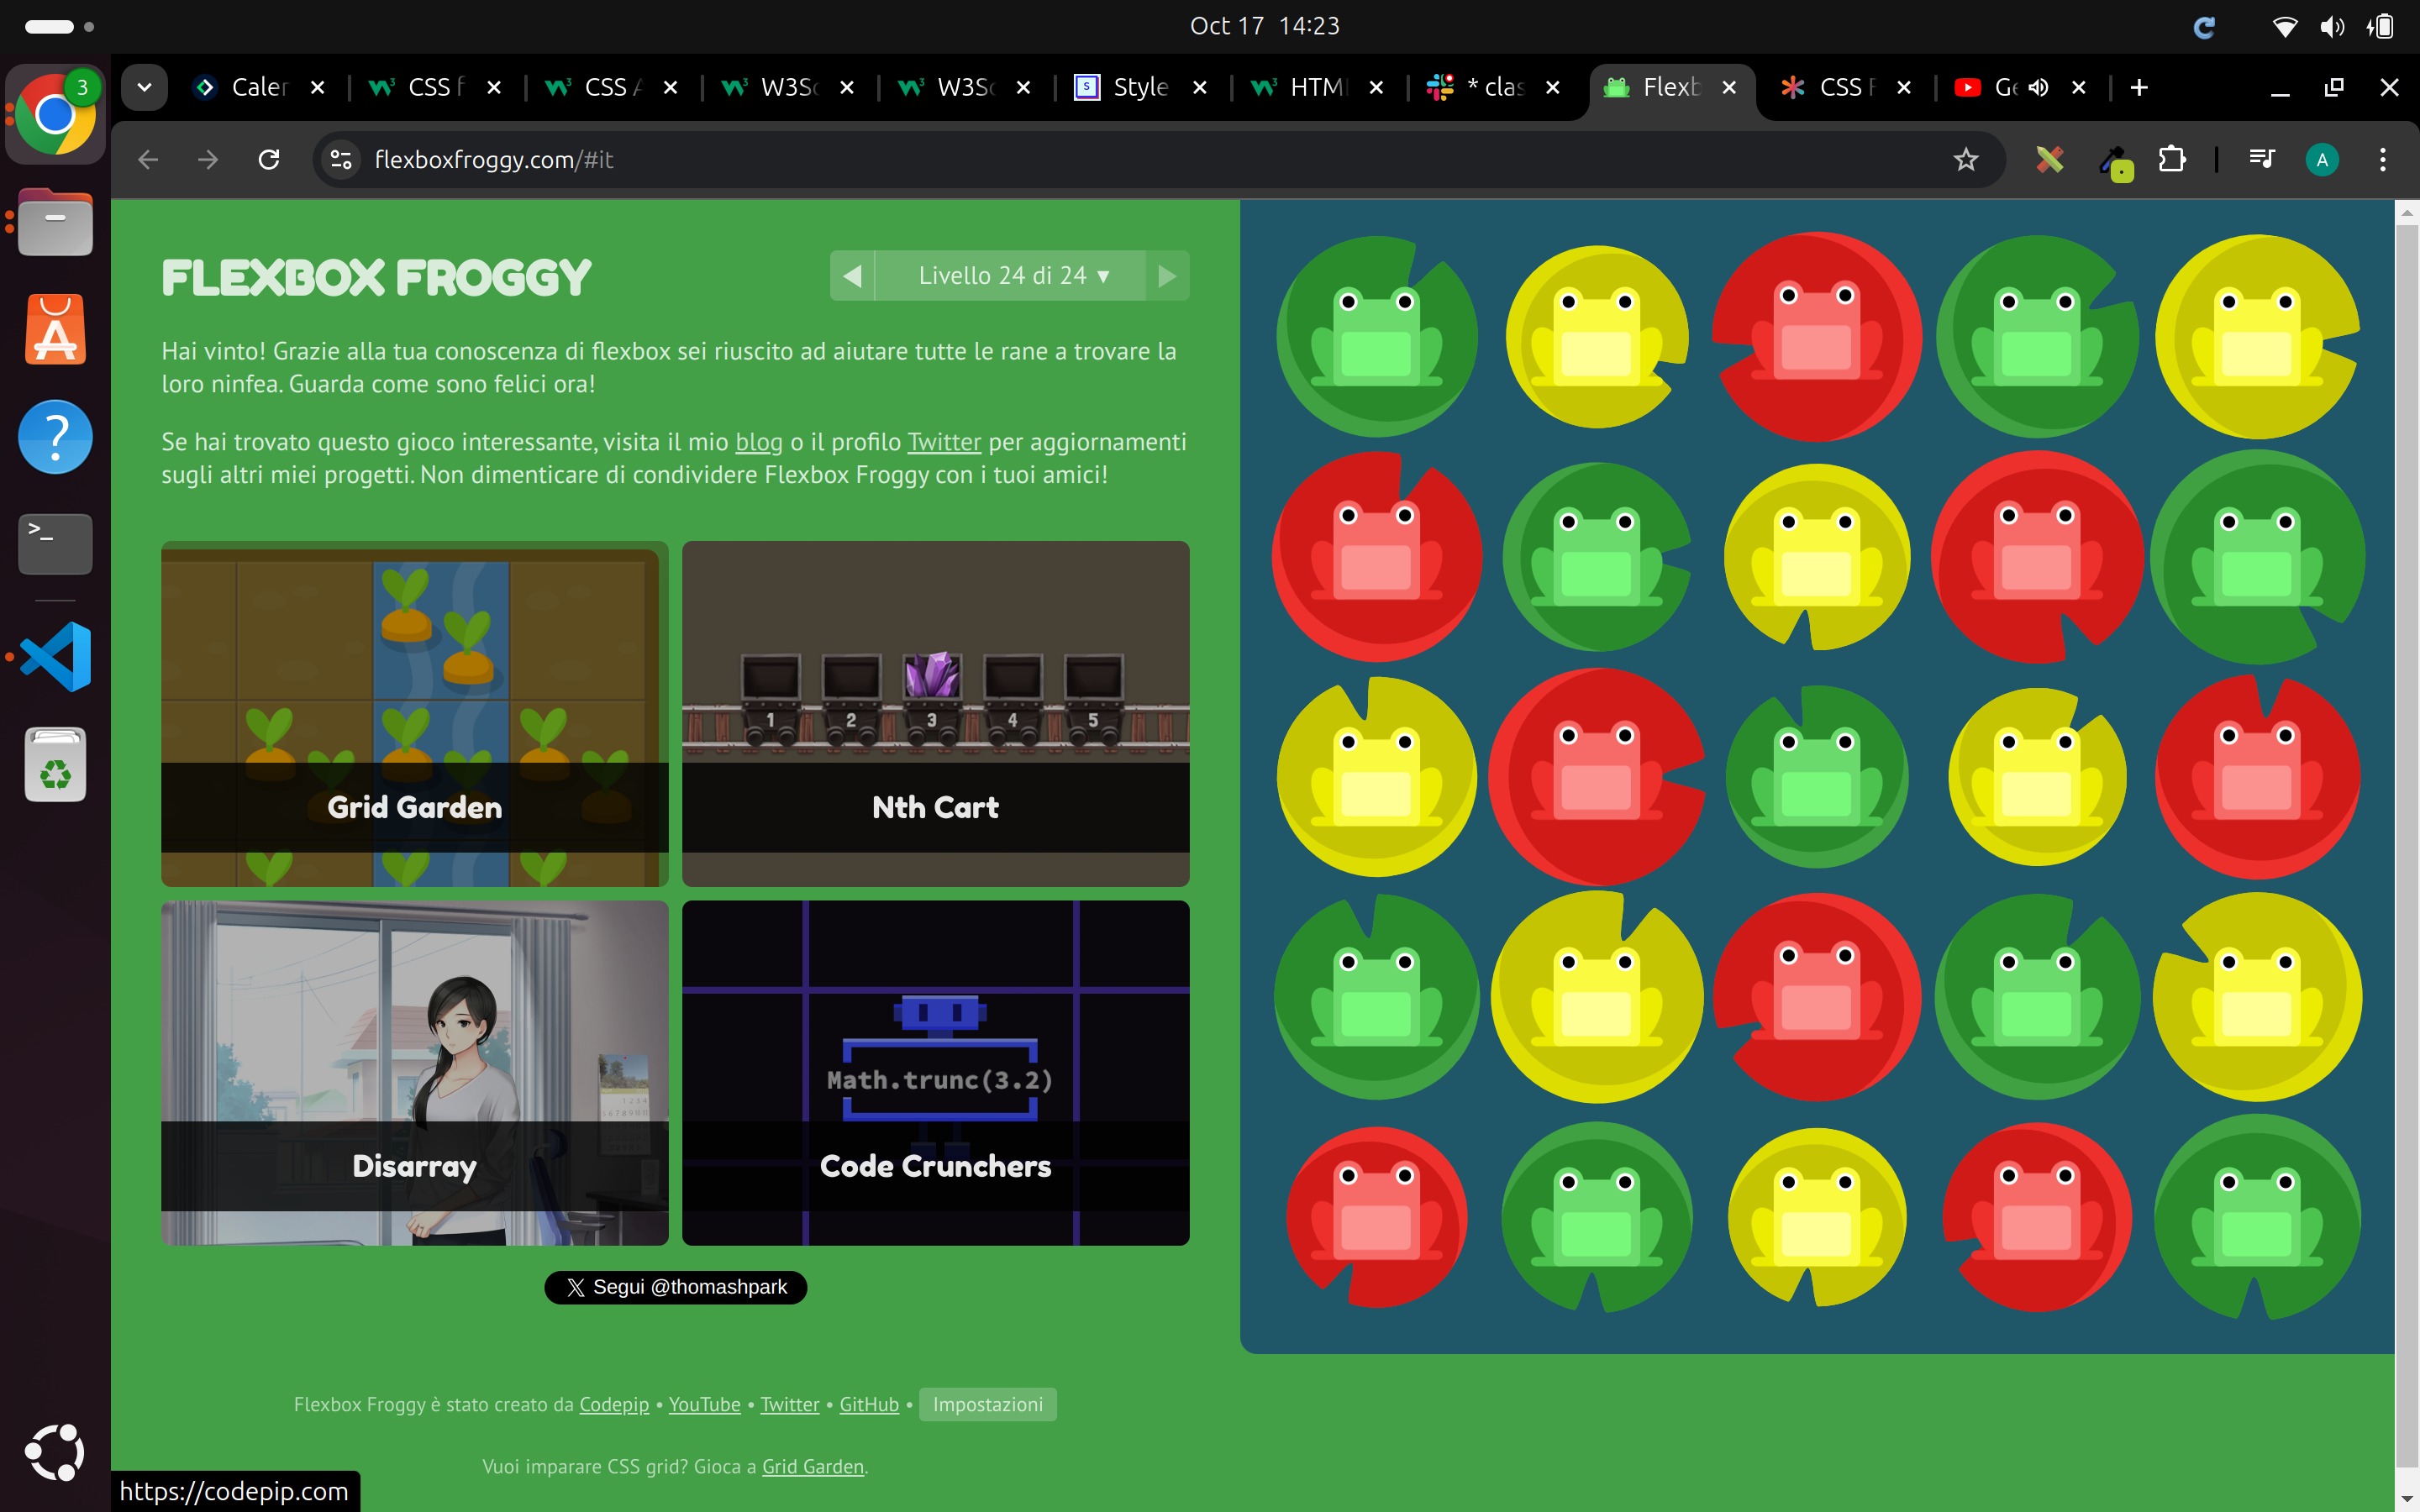 Oct 17 14:23
3
Caler
CSS f
CSS A
W3Sc
W3Sc
Style
HTML
* clas
Flexb
CSS F
Ge
flexboxfroggy.com/#it
A
FLEXBOX FROGGY
Livello 24 di 24 ▼
Hai vinto! Grazie alla tua conoscenza di flexbox sei riuscito ad aiutare tutte le rane a trovare la
loro ninfea. Guarda come sono felici ora!
Se hai trovato questo gioco interessante, visita il mio blog o il profilo Twitter per aggiornamenti
sugli altri miei progetti. Non dimenticare di condividere Flexbox Froggy con i tuoi amici!
1 2 3 4 5
Grid Garden
Nth Cart
Math.trunc(3.2)
Disarray
Code Crunchers
Segui @thomashpark
Flexbox Froggy è stato creato da Codepip • YouTube • Twitter • GitHub • Impostazioni
Vuoi imparare CSS grid? Gioca a Grid Garden.
https://codepip.com